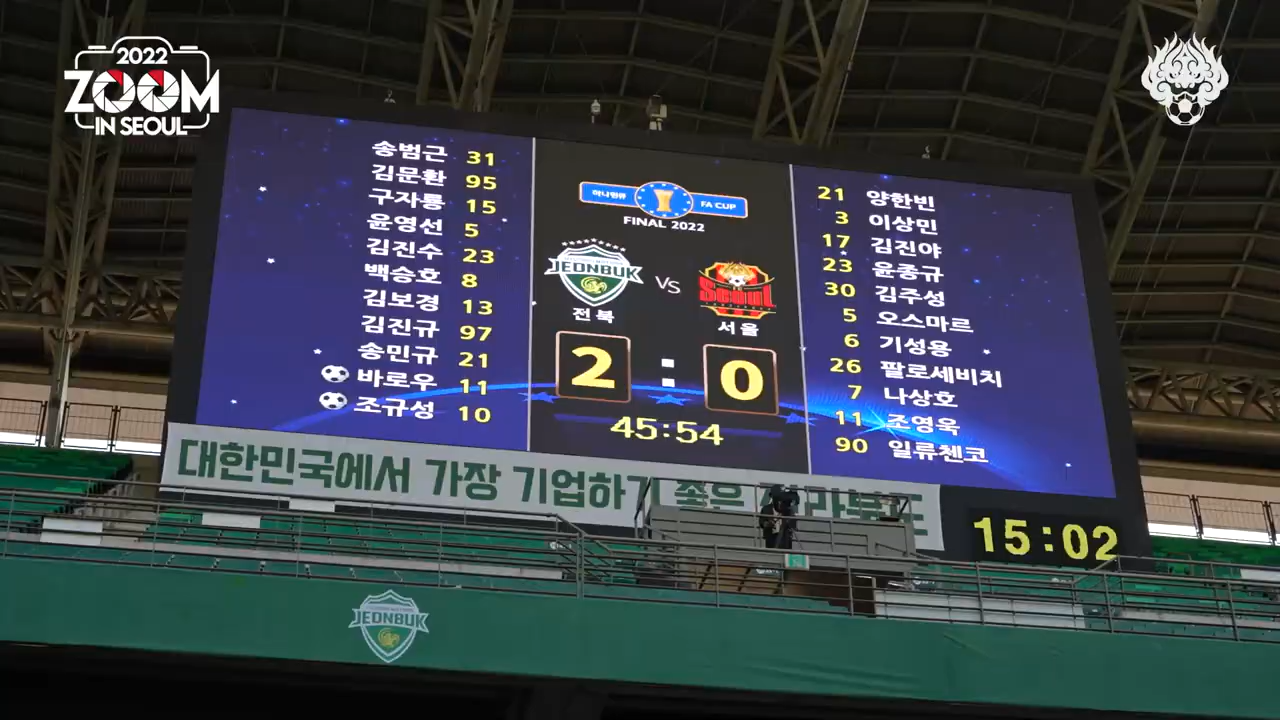 2022
ZOOM
IN SEOUL
송범근 31
김문환 95
구자룡 15
윤영선 5
김진수 23
백승호 8
김보경 13
김진규 97
송민규 21
바로우 11
조규성 10
하나원큐 FA CUP
FINAL 2022
JEONBUK VS Seoul
전북 서울
2 : 0
45:54
21 양한빈
3 이상민
17 김진야
23 윤종규
30 김주성
5 오스마르
6 기성용
26 팔로세비치
7 나상호
11 조영욱
90 일류첸코
대한민국에서 가장 기업하기 좋은
15:02
JEONBUK